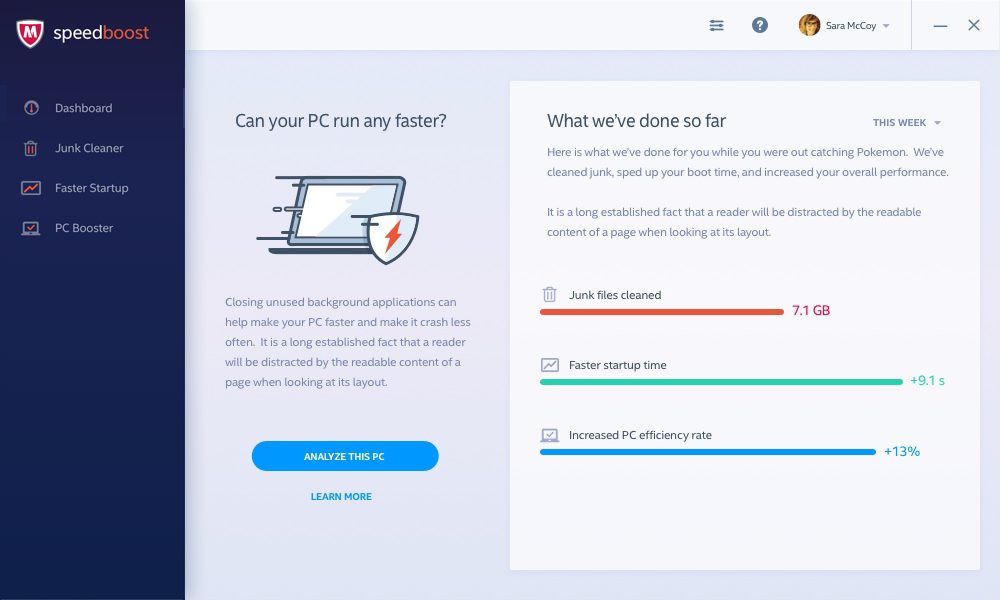 speedboost
Sara McCoy
Dashboard
Junk Cleaner
Faster Startup
PC Booster
Can your PC run any faster?
Closing unused background applications can
help make your PC faster and make it crash less
often.  It is a long established fact that a reader
will be distracted by the readable content of a
page when looking at its layout.
ANALYZE THIS PC
LEARN MORE
What we've done so far
THIS WEEK
Here is what we've done for you while you were out catching Pokemon.  We've
cleaned junk, sped up your boot time, and increased your overall performance.
It is a long established fact that a reader will be distracted by the readable
content of a page when looking at its layout.
Junk files cleaned
7.1 GB
Faster startup time
+9.1 s
Increased PC efficiency rate
+13%